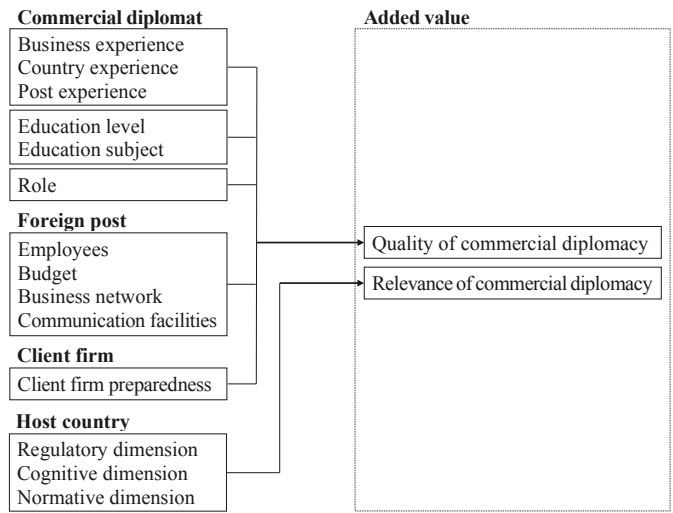 Commercial diplomat
Business experience
Country experience
Post experience
Education level
Education subject
Role
Foreign post
Employees
Budget
Business network
Communication facilities
Client firm
Client firm preparedness
Host country
Regulatory dimension
Cognitive dimension
Normative dimension
Added value
Quality of commercial diplomacy
Relevance of commercial diplomacy